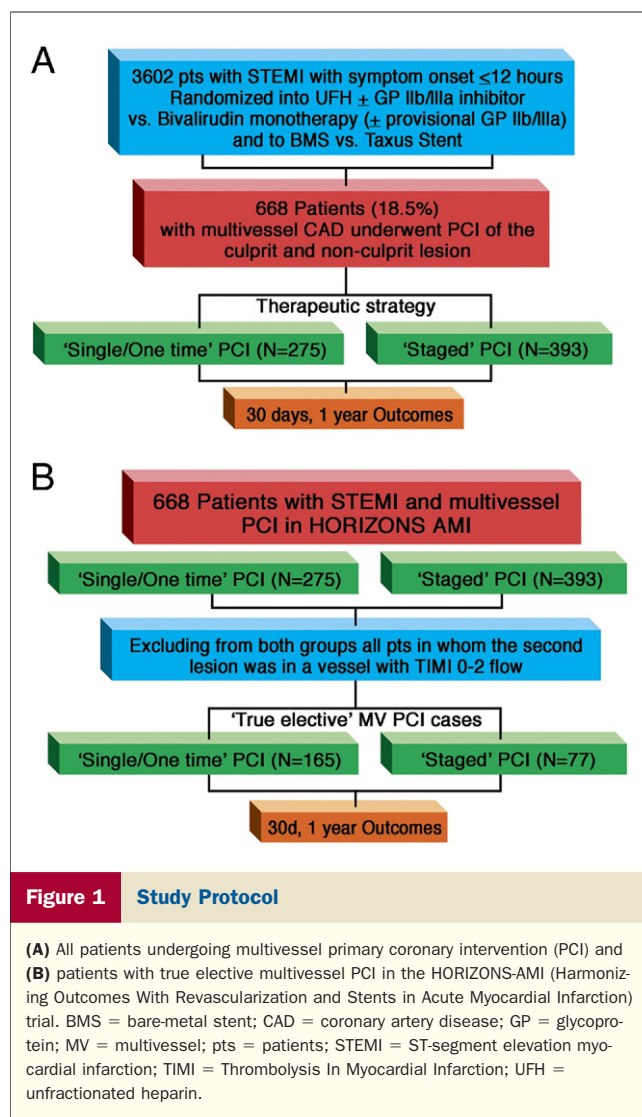 A
3602 pts with STEMI with symptom onset ≤12 hours
Randomized into UFH ± GP IIb/IIIa inhibitor
vs. Bivalirudin monotherapy (± provisional GP IIb/IIIa)
and to BMS vs. Taxus Stent
668 Patients (18.5%)
with multivessel CAD underwent PCI of the
culprit and non-culprit lesion
Therapeutic strategy
'Single/One time' PCI (N=275)
'Staged' PCI (N=393)
30 days, 1 year Outcomes
B
668 Patients with STEMI and multivessel
PCI in HORIZONS AMI
'Single/One time' PCI (N=275)
'Staged' PCI (N=393)
Excluding from both groups all pts in whom the second
lesion was in a vessel with TIMI 0-2 flow
'True elective' MV PCI cases
'Single/One time' PCI (N=165)
'Staged' PCI (N=77)
30d, 1 year Outcomes
Figure 1 Study Protocol
(A) All patients undergoing multivessel primary coronary intervention (PCI) and
(B) patients with true elective multivessel PCI in the HORIZONS-AMI (Harmoniz-
ing Outcomes With Revascularization and Stents in Acute Myocardial Infarction)
trial. BMS = bare-metal stent; CAD = coronary artery disease; GP = glycopro-
tein; MV = multivessel; pts = patients; STEMI = ST-segment elevation myo-
cardial infarction; TIMI = Thrombolysis In Myocardial Infarction; UFH =
unfractionated heparin.